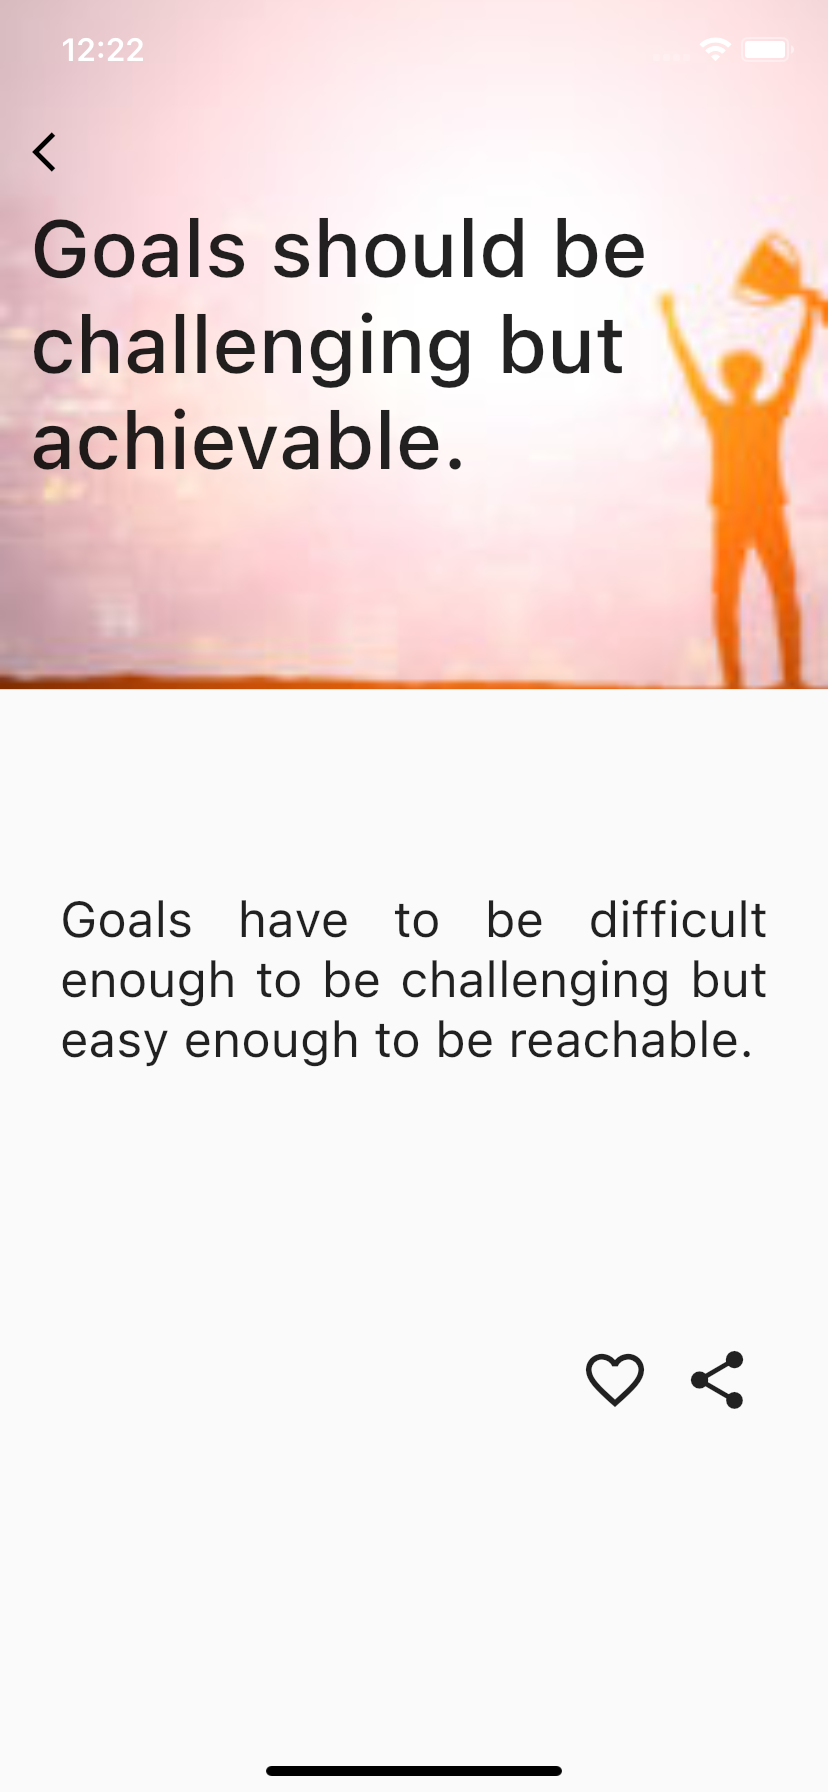 12:22
Goals should be
challenging but
achievable.
Goals have to be difficult
enough to be challenging but
easy enough to be reachable.